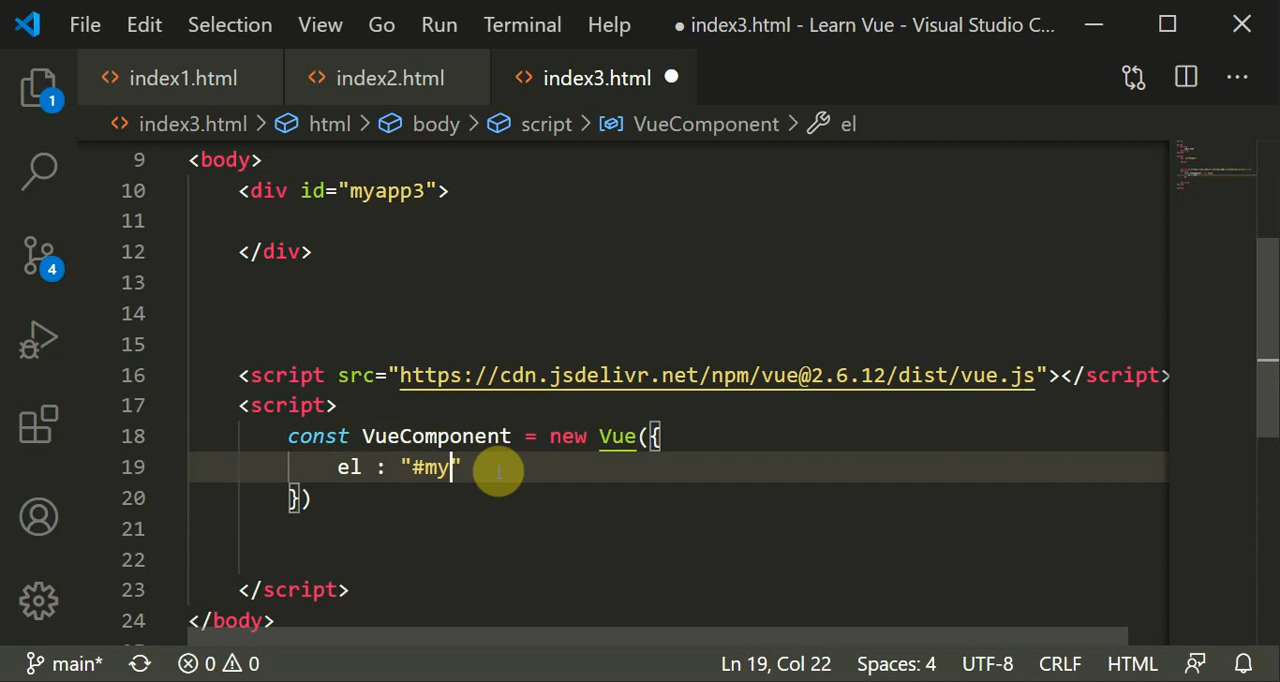 File Edit Selection View Go Run Terminal Help ● index3.html - Learn Vue - Visual Studio C...
index1.html index2.html index3.html
index3.html > html > body > script > VueComponent > el
9 <body>
10 <div id="myapp3">
11
12 </div>
13
14
15
16 <script src="https://cdn.jsdelivr.net/npm/vue@2.6.12/dist/vue.js"></script>
17 <script>
18 const VueComponent = new Vue({
19 el : "#my"
20 })
21
22
23 </script>
24 </body>
1
4
main* 0 0 Ln 19, Col 22 Spaces: 4 UTF-8 CRLF HTML